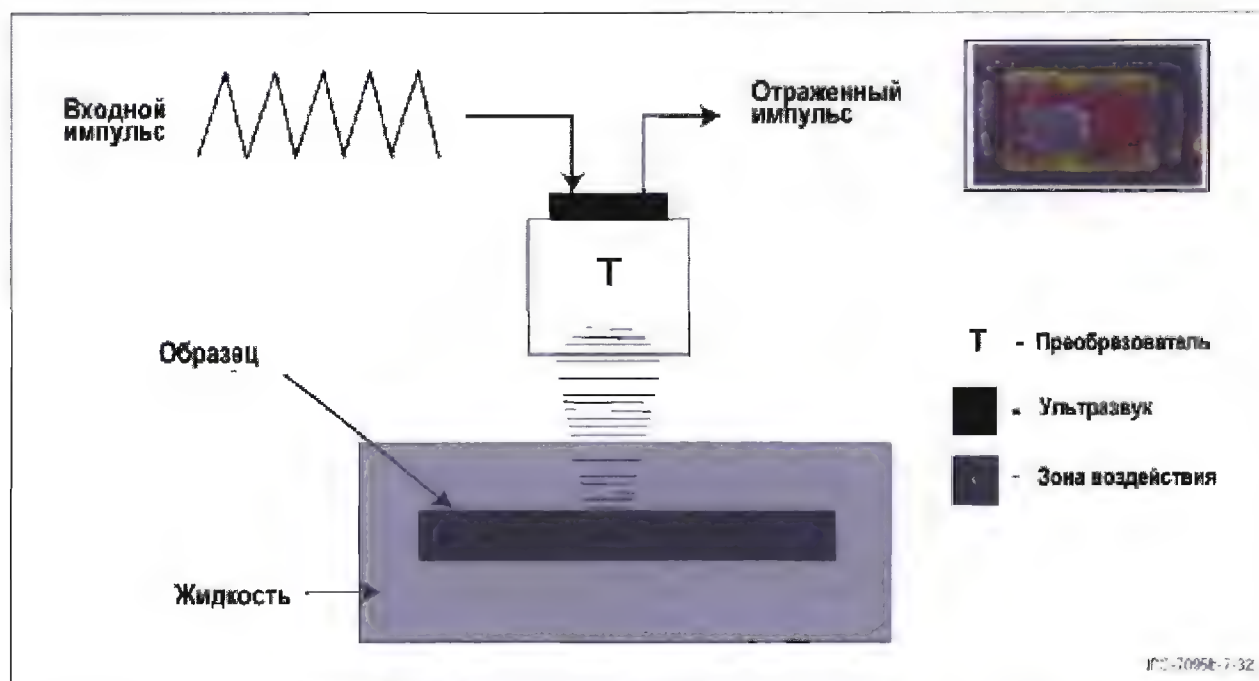 Входной
импульс
Отраженный
импульс
T
Образец
T - Преобразователь
- Ультразвук
- Зона воздействия
Жидкость